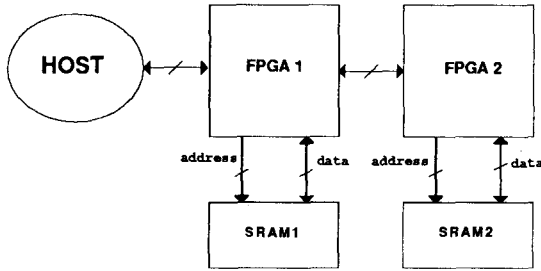 HOST
FPGA 1
FPGA 2
address
data
address
data
SRAM1
SRAM2